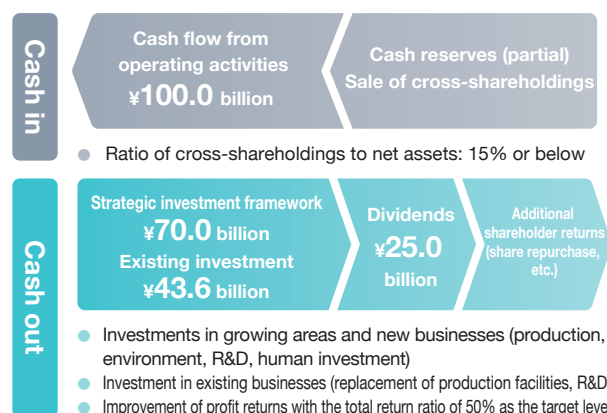 Cash in
Cash flow from
operating activities
¥100.0 billion
Cash reserves (partial)
Sale of cross-shareholdings
● Ratio of cross-shareholdings to net assets: 15% or below
Cash out
Strategic investment framework
¥70.0 billion
Existing investment
¥43.6 billion
Dividends
¥25.0
billion
Additional
shareholder returns
(share repurchase,
etc.)
● Investments in growing areas and new businesses (production,
environment, R&D, human investment)
● Investment in existing businesses (replacement of production facilities, R&D
● Improvement of profit returns with the total return ratio of 50% as the target leve